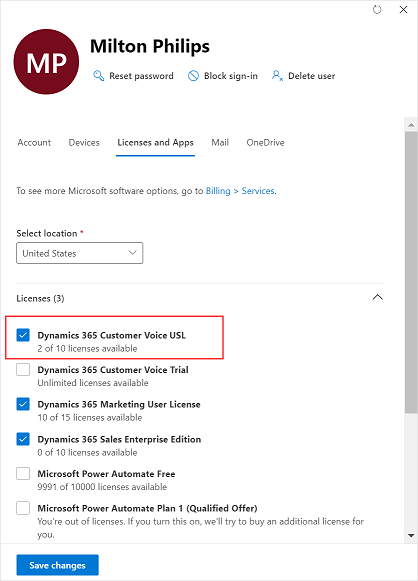 MP
Milton Philips
Reset password
Block sign-in
Delete user
Account
Devices
Licenses and Apps
Mail
OneDrive
To see more Microsoft software options, go to Billing > Services.
Select location *
United States
Licenses (3)
Dynamics 365 Customer Voice USL
2 of 10 licenses available
Dynamics 365 Customer Voice Trial
Unlimited licenses available
Dynamics 365 Marketing User License
10 of 15 licenses available
Dynamics 365 Sales Enterprise Edition
0 of 10 licenses available
Microsoft Power Automate Free
9991 of 10000 licenses available
Microsoft Power Automate Plan 1 (Qualified Offer)
You're out of licenses. If you turn this on, we'll try to buy an additional license for
you.
Save changes